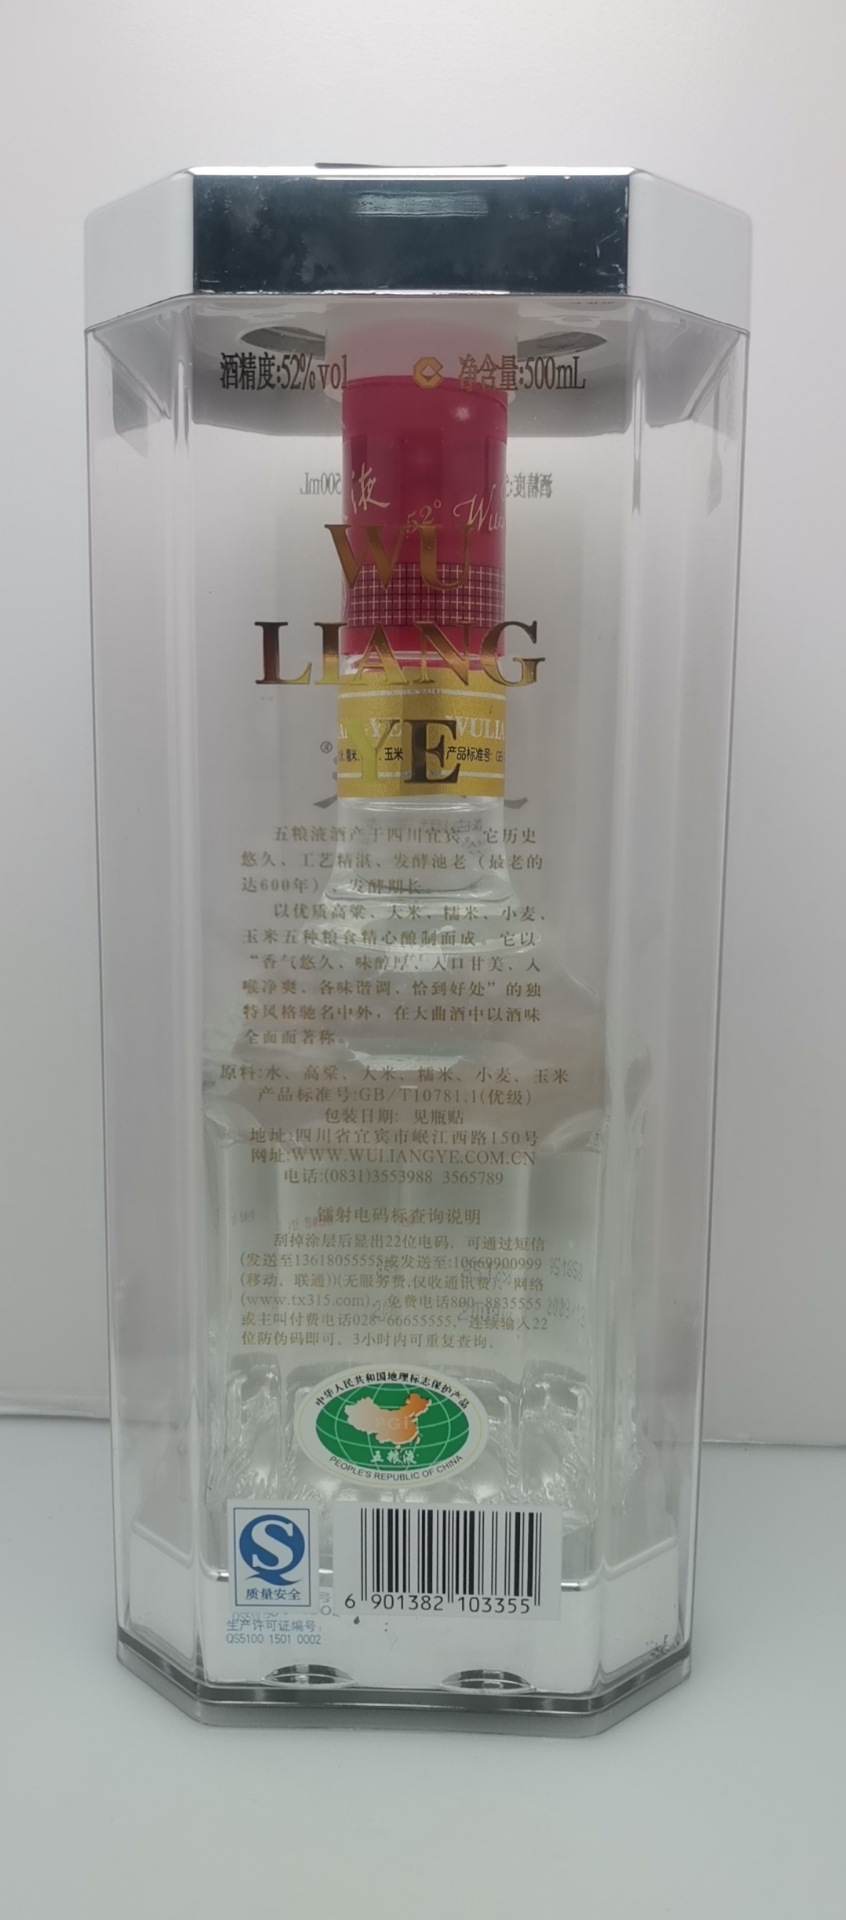 酒精度:52%vol 净含量:500mL
液 52°
WU
LIANG
YE
WULIA
玉米 产品标准号:
五粮液酒产于四川宜宾。它历史
悠久、工艺精湛、发酵池老（最老的
达600年）、发酵期长。
以优质高粱、大米、糯米、小麦、
玉米五种粮食精心酿制而成。它以
“香气悠久、味醇厚、入口甘美、入
喉净爽、各味谐调、恰到好处”的独
特风格驰名中外，在大曲酒中以酒味
全面而著称。
原料:水、高粱、大米、糯米、小麦、玉米
产品标准号:GB/T10781.1(优级)
包装日期: 见瓶贴
地址:四川省宜宾市岷江西路150号
网址:WWW.WULIANGYE.COM.CN
电话:(0831)3553988 3565789
镭射电码标查询说明
刮掉涂层后显出22位电码，可通过短信
(发送至13618055555或发送至:10669900999
(移动、联通))(无服务费,仅收通讯费)、网络
(www.tx315.com)、免费电话800-8835555
或主叫付费电话028-66655555，连续输入22
位防伪码即可。3小时内可重复查询。
中华人民共和国地理标志保护产品
PGI
五粮液
PEOPLE'S REPUBLIC OF CHINA
质量安全
6 901382 103355
生产许可证编号:
QS5100 1501 0002